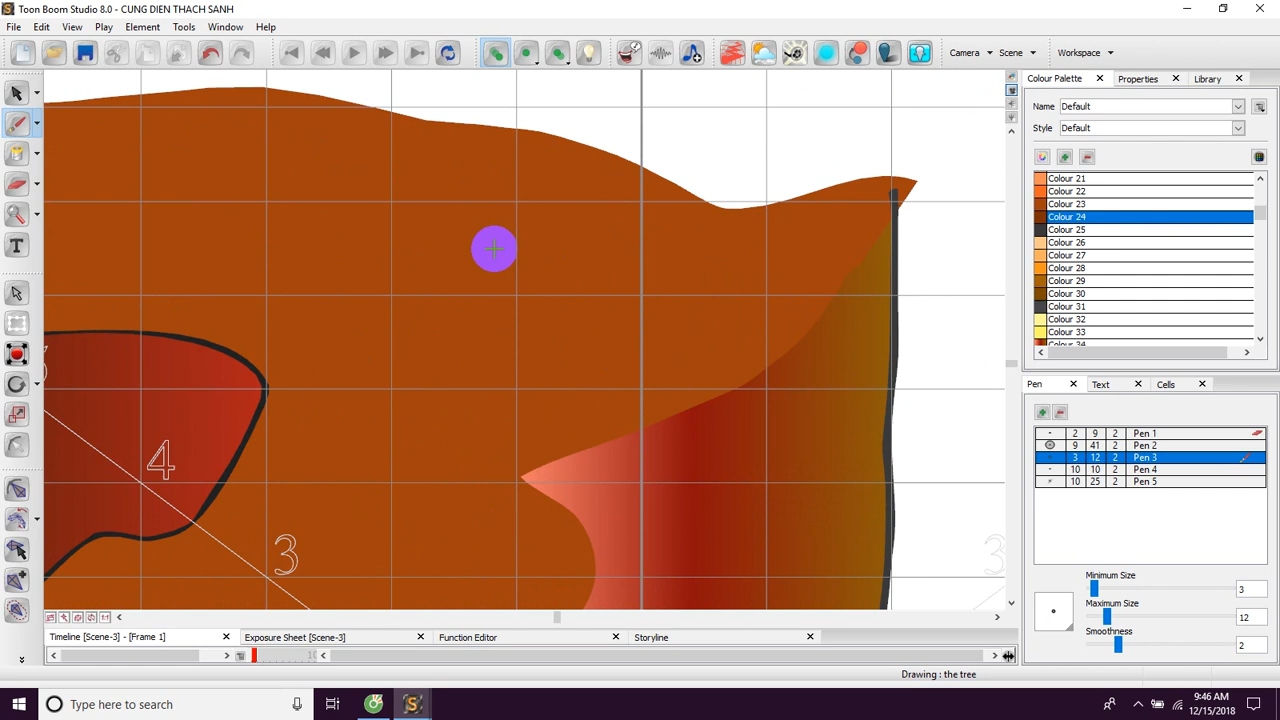 Toon Boom Studio 8.0 - CUNG DIEN THACH SANH
File Edit View Play Element Tools Window Help
Camera Scene Workspace
Colour Palette Properties Library
Name Default
Style Default
Colour 21
Colour 22
Colour 23
Colour 24
Colour 25
Colour 26
Colour 27
Colour 28
Colour 29
Colour 30
Colour 31
Colour 32
Colour 33
Colour 34
Pen Text Cells
2 9 2 Pen 1
9 41 2 Pen 2
3 12 2 Pen 3
10 10 2 Pen 4
10 25 2 Pen 5
Minimum Size
3
Maximum Size
12
Smoothness
2
4
3
3
Timeline [Scene-3] - [Frame 1] Exposure Sheet [Scene-3] Function Editor Storyline
Drawing : the tree
Type here to search
9:46 AM
12/15/2018